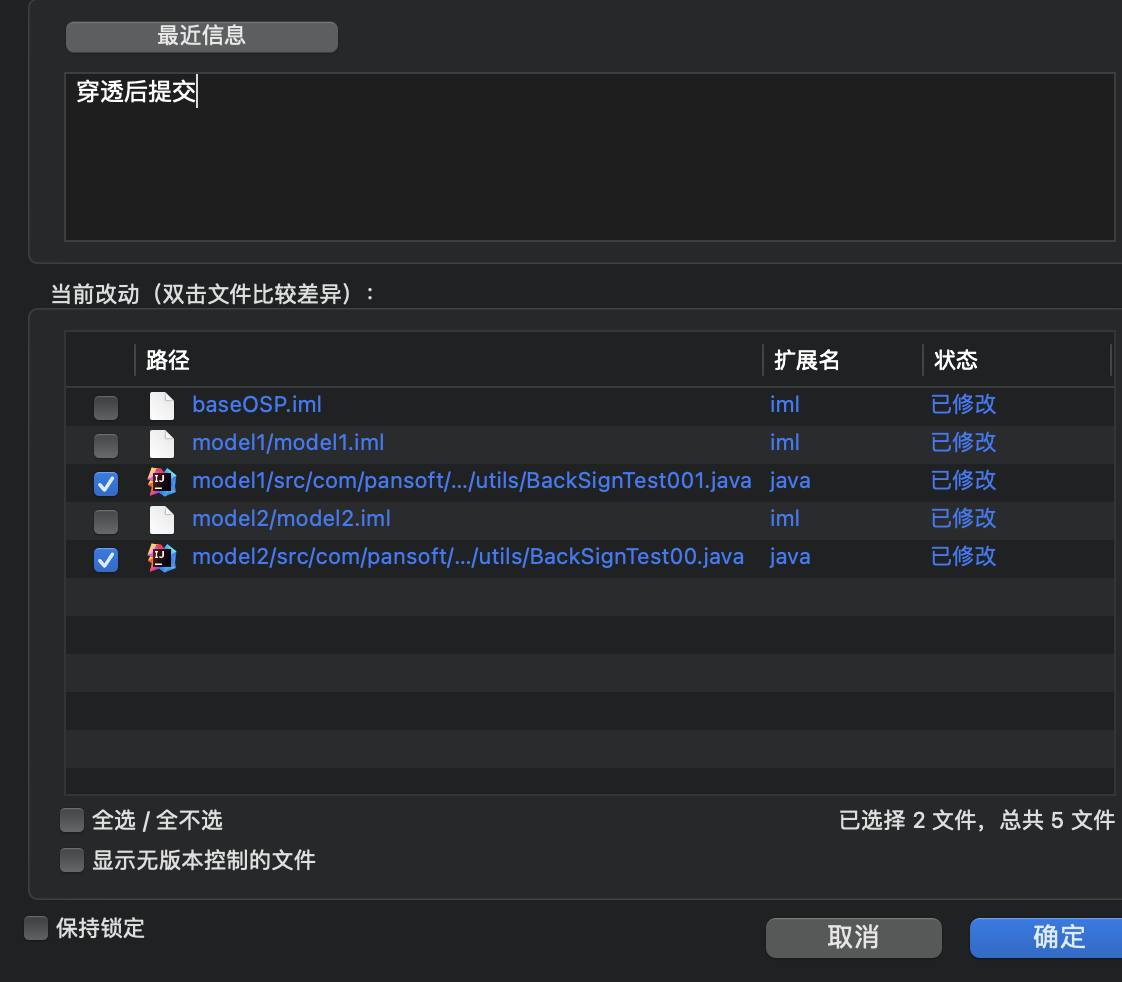 最近信息
穿透后提交
当前改动（双击文件比较差异）：
路径 扩展名 状态
baseOSP.iml iml 已修改
model1/model1.iml iml 已修改
model1/src/com/pansoft/.../utils/BackSignTest001.java java 已修改
model2/model2.iml iml 已修改
model2/src/com/pansoft/.../utils/BackSignTest00.java java 已修改
全选 / 全不选 已选择 2 文件，总共 5 文件
显示无版本控制的文件
保持锁定
取消 确定